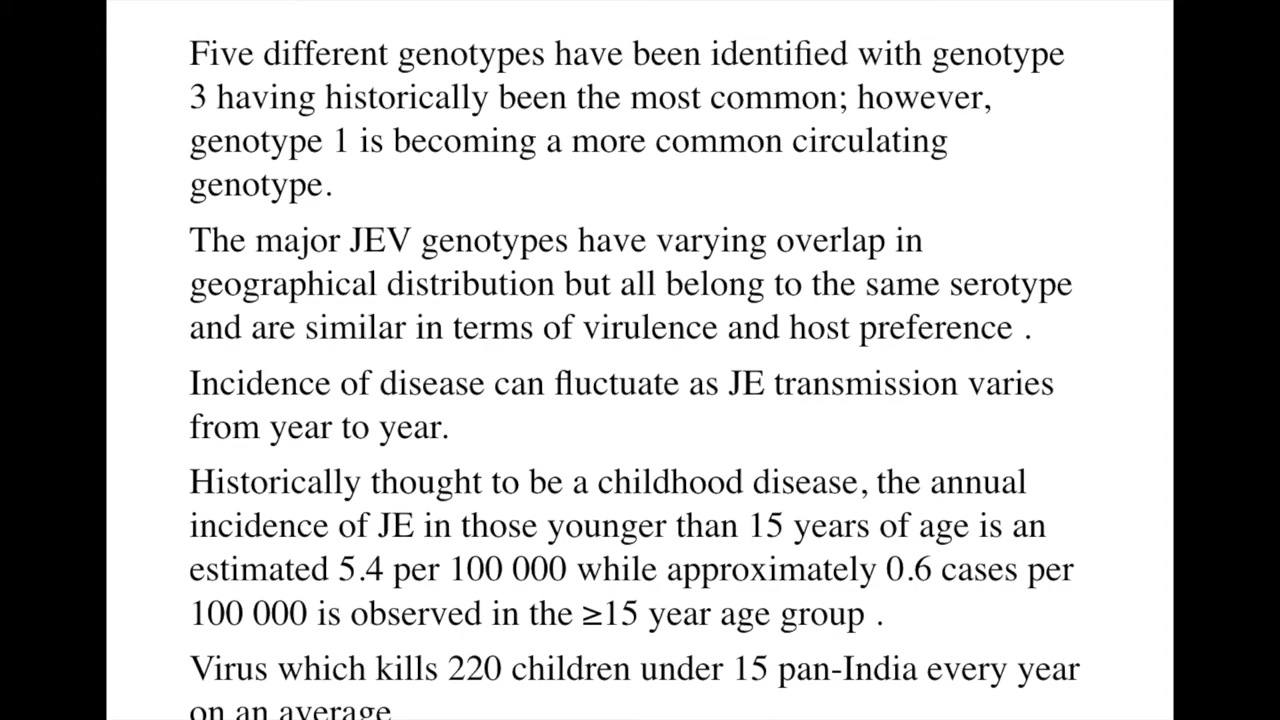 Five different genotypes have been identified with genotype
3 having historically been the most common; however,
genotype 1 is becoming a more common circulating
genotype.
The major JEV genotypes have varying overlap in
geographical distribution but all belong to the same serotype
and are similar in terms of virulence and host preference .
Incidence of disease can fluctuate as JE transmission varies
from year to year.
Historically thought to be a childhood disease, the annual
incidence of JE in those younger than 15 years of age is an
estimated 5.4 per 100 000 while approximately 0.6 cases per
100 000 is observed in the ≥15 year age group .
Virus which kills 220 children under 15 pan-India every year
on an average